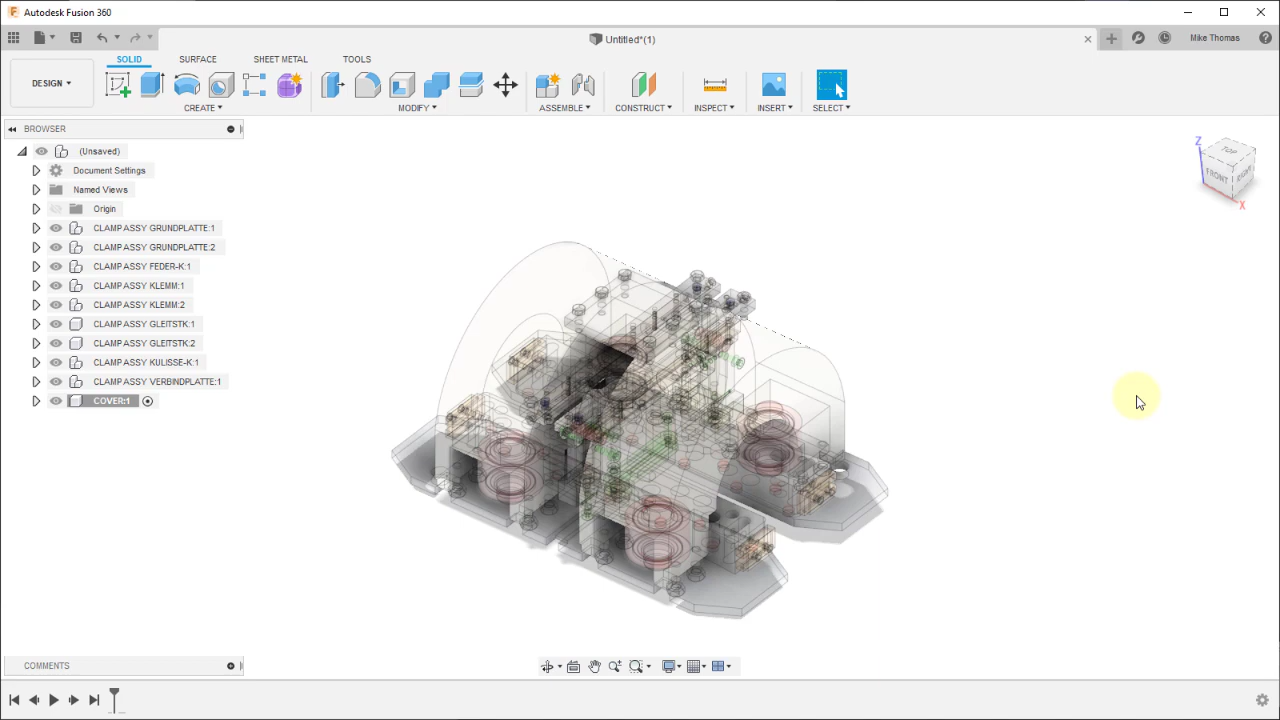 Autodesk Fusion 360
Untitled*(1)
Mike Thomas
DESIGN
SOLID
SURFACE
SHEET METAL
TOOLS
CREATE
MODIFY
ASSEMBLE
CONSTRUCT
INSPECT
INSERT
SELECT
BROWSER
(Unsaved)
Document Settings
Named Views
Origin
CLAMP ASSY GRUNDPLATTE:1
CLAMP ASSY GRUNDPLATTE:2
CLAMP ASSY FEDER-K:1
CLAMP ASSY KLEMM:1
CLAMP ASSY KLEMM:2
CLAMP ASSY GLEITSTK:1
CLAMP ASSY GLEITSTK:2
CLAMP ASSY KULISSE-K:1
CLAMP ASSY VERBINDPLATTE:1
COVER:1
Z
TOP
FRONT
RIGHT
X
COMMENTS